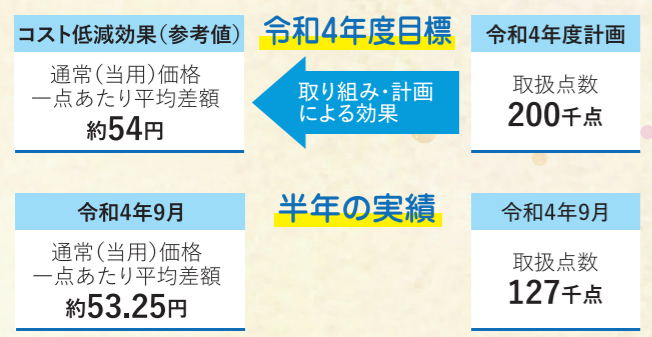 コスト低減効果（参考値）
令和4年度目標
令和4年度計画
通常（当用）価格
一点あたり平均差額
約54円
取り組み・計画
による効果
取扱点数
200千点
令和4年9月
半年の実績
令和4年9月
通常（当用）価格
一点あたり平均差額
約53.25円
取扱点数
127千点